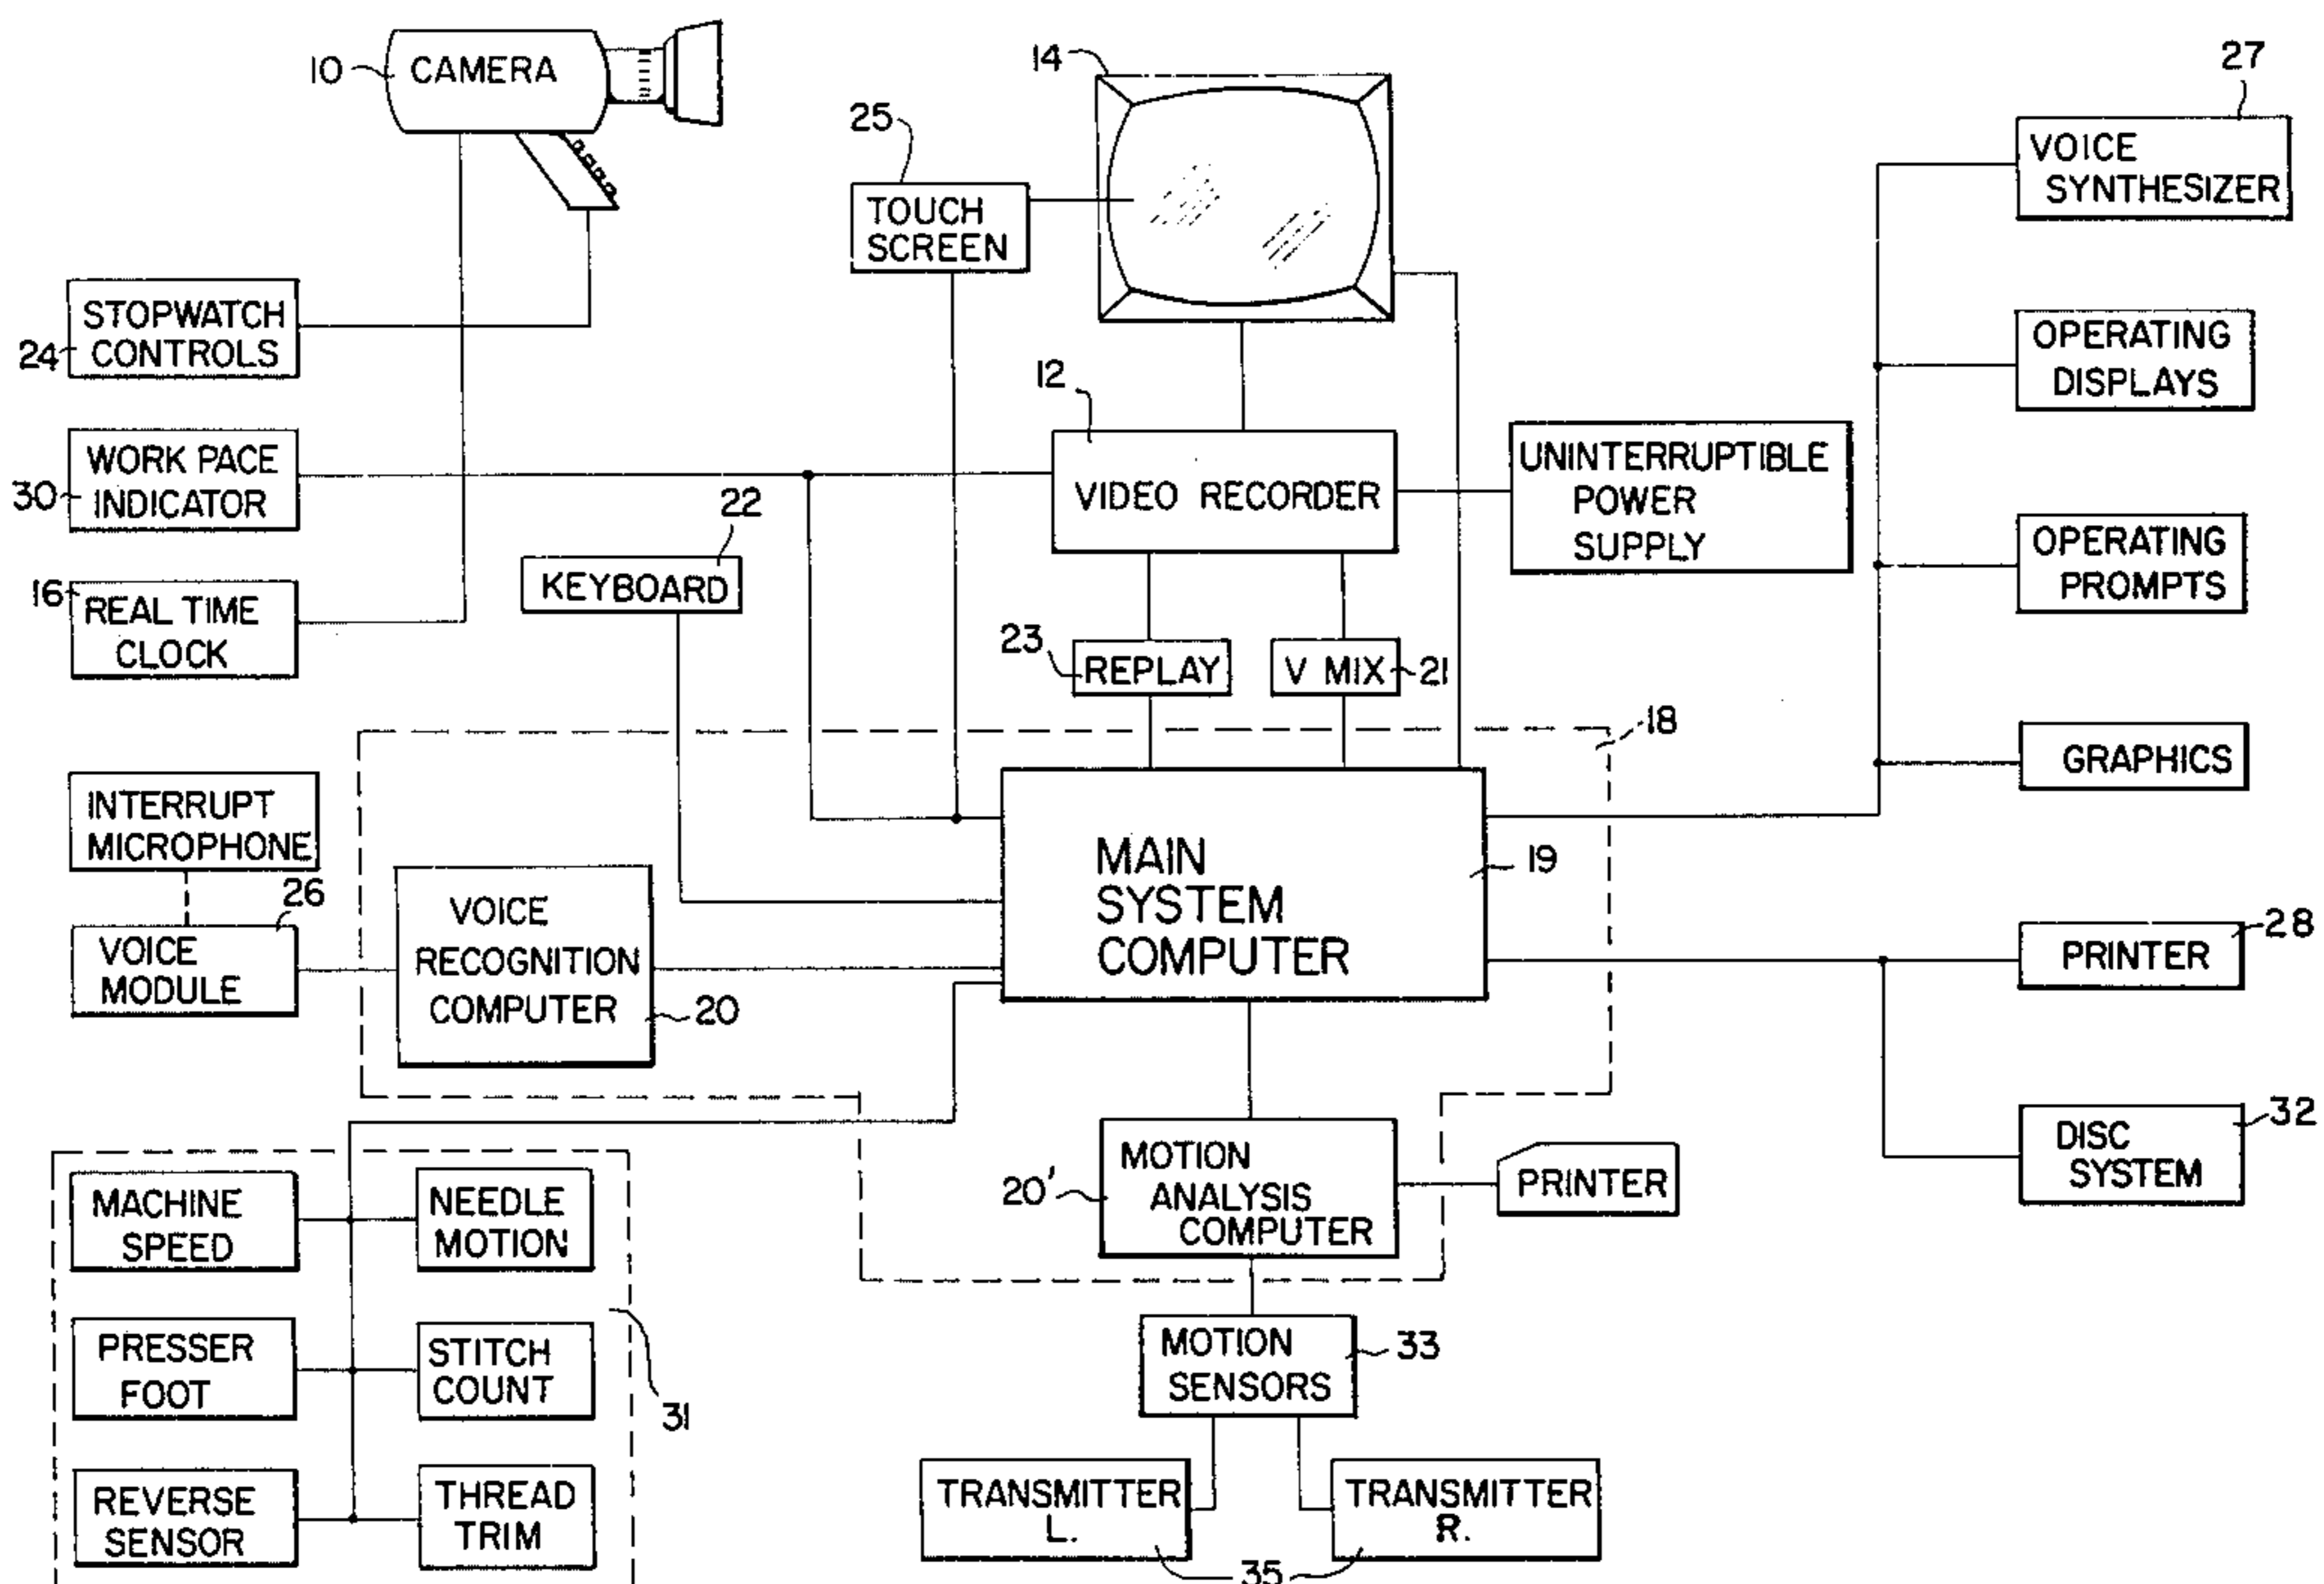 10
CAMERA
14
27
25
VOICE
SYNTHESIZER
TOUCH
SCREEN
STOPWATCH
CONTROLS
24
OPERATING
DISPLAYS
12
WORK PACE
INDICATOR
30
VIDEO RECORDER
UNINTERRUPTIBLE
POWER
SUPPLY
22
KEYBOARD
OPERATING
PROMPTS
16
REAL TIME
CLOCK
23
REPLAY
V MIX
21
18
GRAPHICS
INTERRUPT
MICROPHONE
MAIN
SYSTEM
COMPUTER
19
26
VOICE
MODULE
VOICE
RECOGNITION
COMPUTER
20
28
PRINTER
32
DISC
SYSTEM
MOTION
ANALYSIS
COMPUTER
20'
PRINTER
MACHINE
SPEED
NEEDLE
MOTION
MOTION
SENSORS
33
PRESSER
FOOT
STITCH
COUNT
31
REVERSE
SENSOR
THREAD
TRIM
TRANSMITTER
L.
TRANSMITTER
R.
35